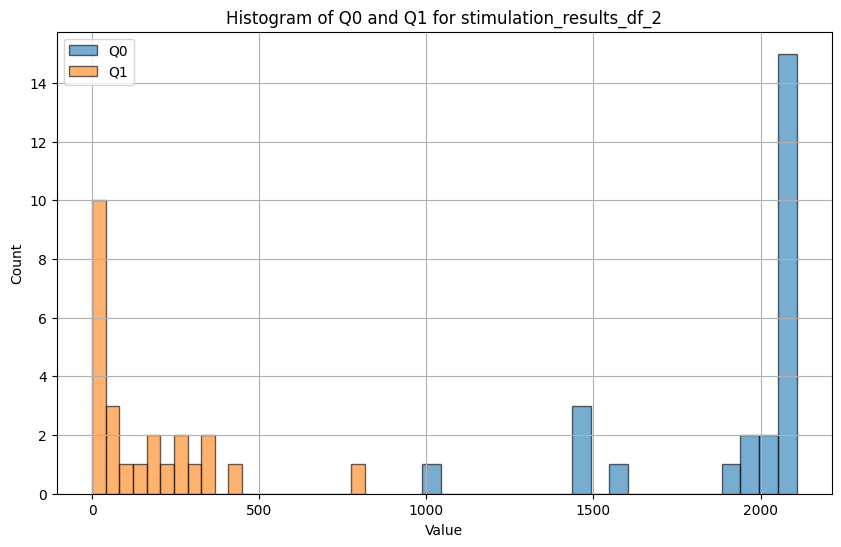 Histogram of Q0 and Q1 for stimulation_results_df_2
Q0
Q1
14
12
10
8
6
4
2
0
Count
0 500 1000 1500 2000
Value